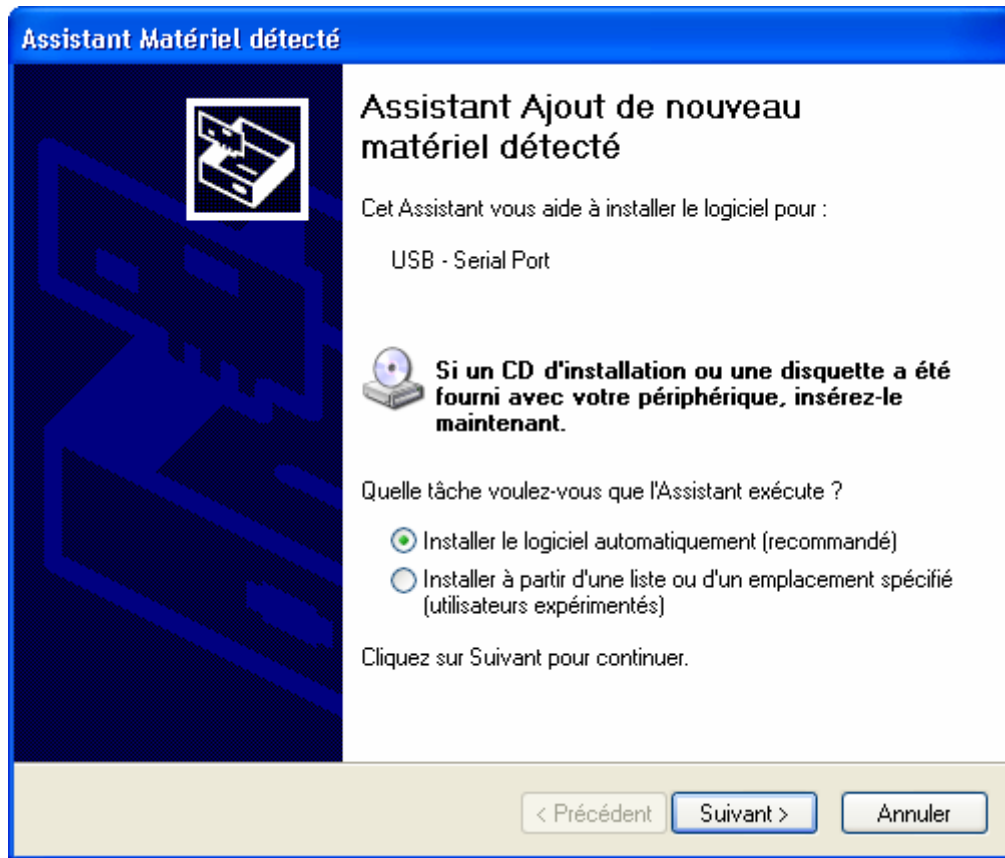 Assistant Matériel détecté
Assistant Ajout de nouveau
matériel détecté
Cet Assistant vous aide à installer le logiciel pour :
USB - Serial Port
Si un CD d'installation ou une disquette a été
fourni avec votre périphérique, insérez-le
maintenant.
Quelle tâche voulez-vous que l'Assistant exécute ?
Installer le logiciel automatiquement (recommandé)
Installer à partir d'une liste ou d'un emplacement spécifié
(utilisateurs expérimentés)
Cliquez sur Suivant pour continuer.
< Précédent Suivant > Annuler